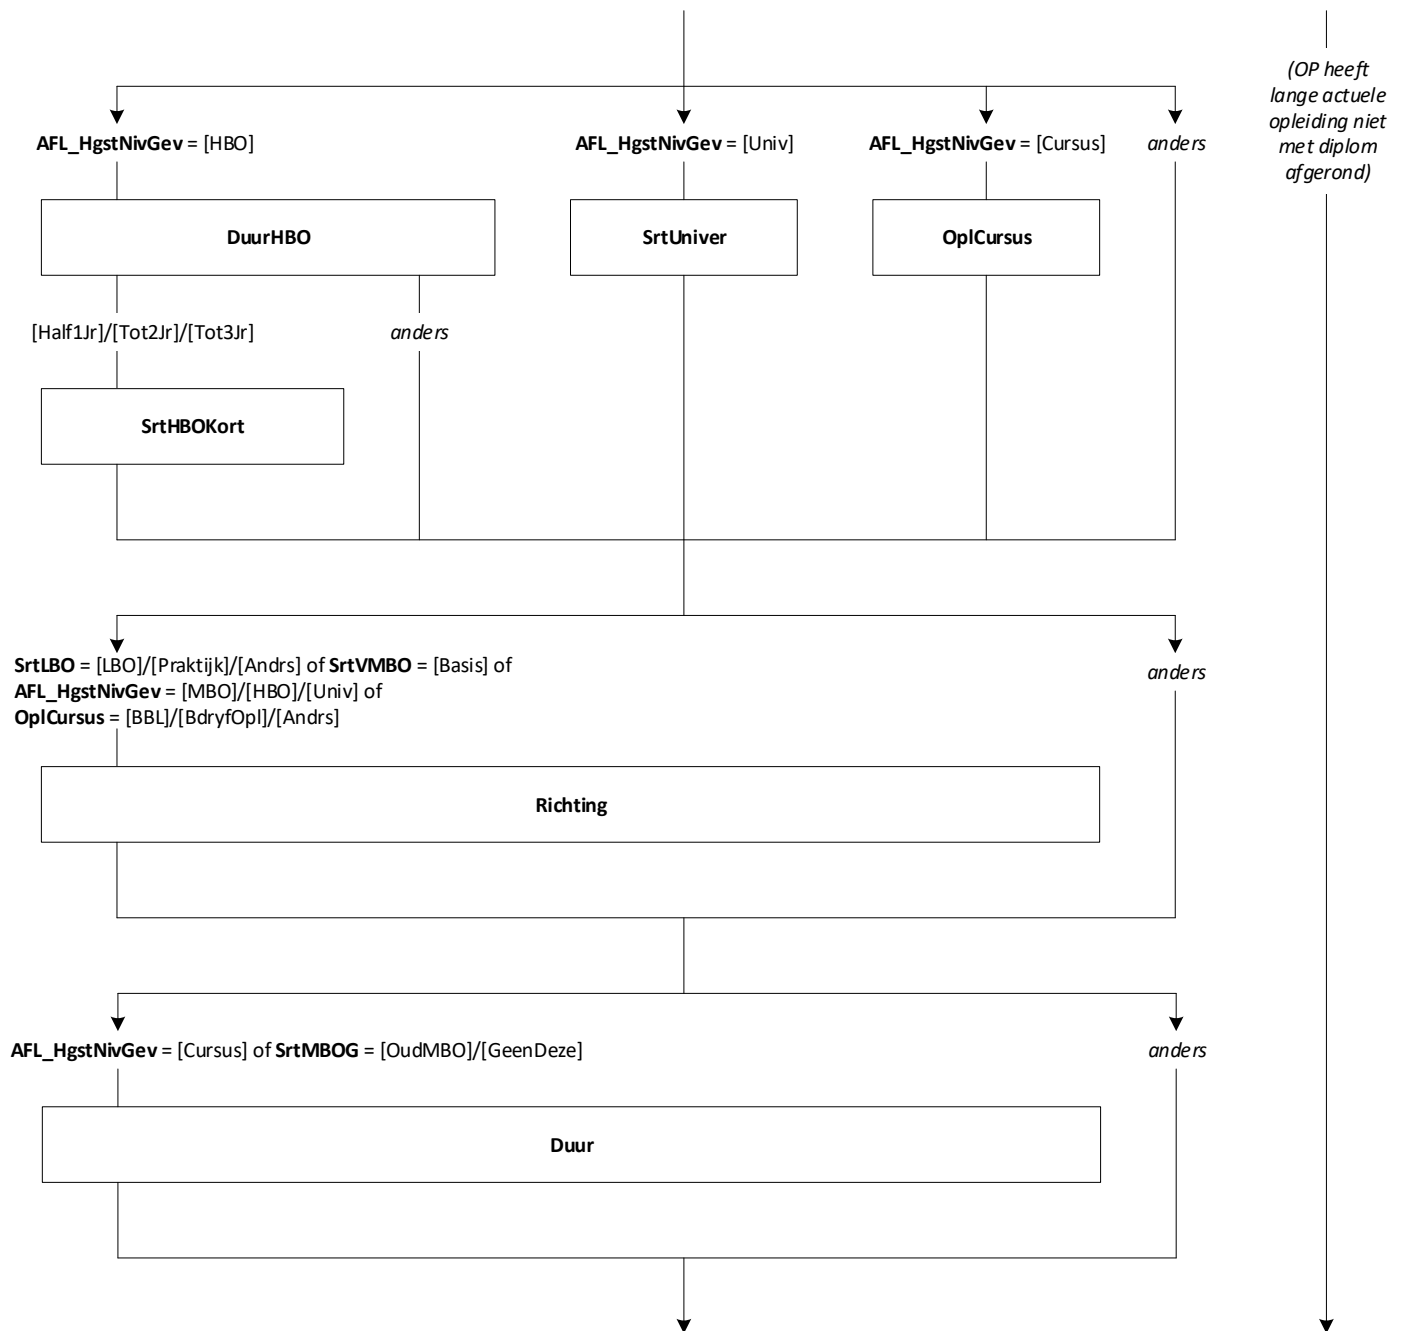 (OP heeft
lange actuele
opleiding niet
met diplom
afgerond)
AFL_HgstNivGev = [HBO]
AFL_HgstNivGev = [Univ]
AFL_HgstNivGev = [Cursus]
anders
DuurHBO
SrtUniver
OplCursus
[Half1Jr]/[Tot2Jr]/[Tot3Jr]
anders
SrtHBOKort
SrtLBO = [LBO]/[Praktijk]/[Andrs] of SrtVMBO = [Basis] of
AFL_HgstNivGev = [MBO]/[HBO]/[Univ] of
OplCursus = [BBL]/[BdryfOpl]/[Andrs]
anders
Richting
AFL_HgstNivGev = [Cursus] of SrtMBOG = [OudMBO]/[GeenDeze]
anders
Duur